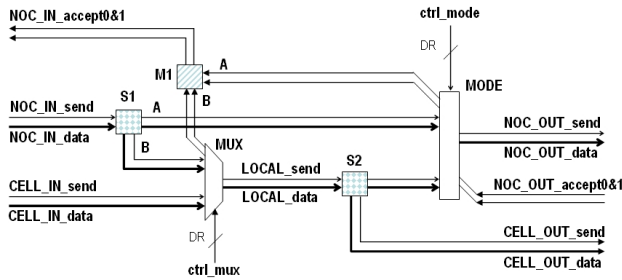 NOC_IN_accept0&1
ctrl_mode
DR
A
M1
MODE
S1
B
NOC_IN_send
A
NOC_OUT_send
NOC_IN_data
B
MUX
NOC_OUT_data
LOCAL_send
S2
CELL_IN_send
NOC_OUT_accept0&1
LOCAL_data
CELL_IN_data
CELL_OUT_send
DR
CELL_OUT_data
ctrl_mux